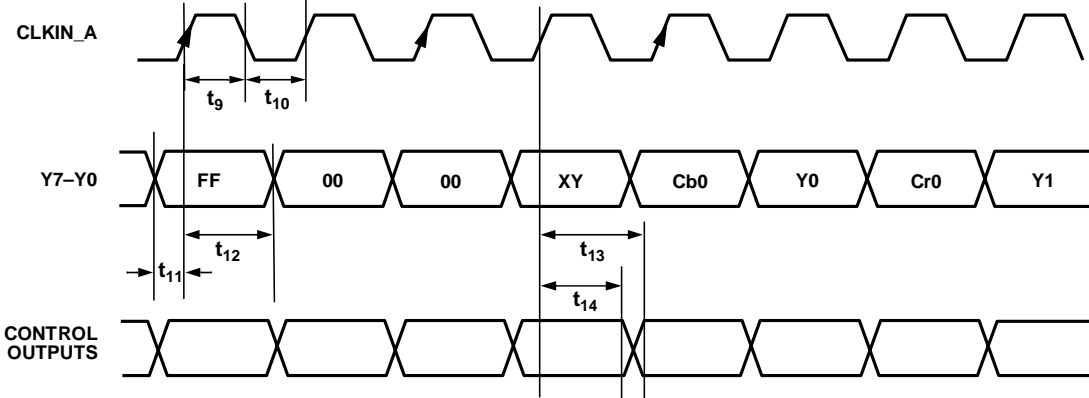 CLKIN_A
t9
t10
Y7–Y0
FF
00
00
XY
Cb0
Y0
Cr0
Y1
t12
t13
t11
t14
CONTROL
OUTPUTS